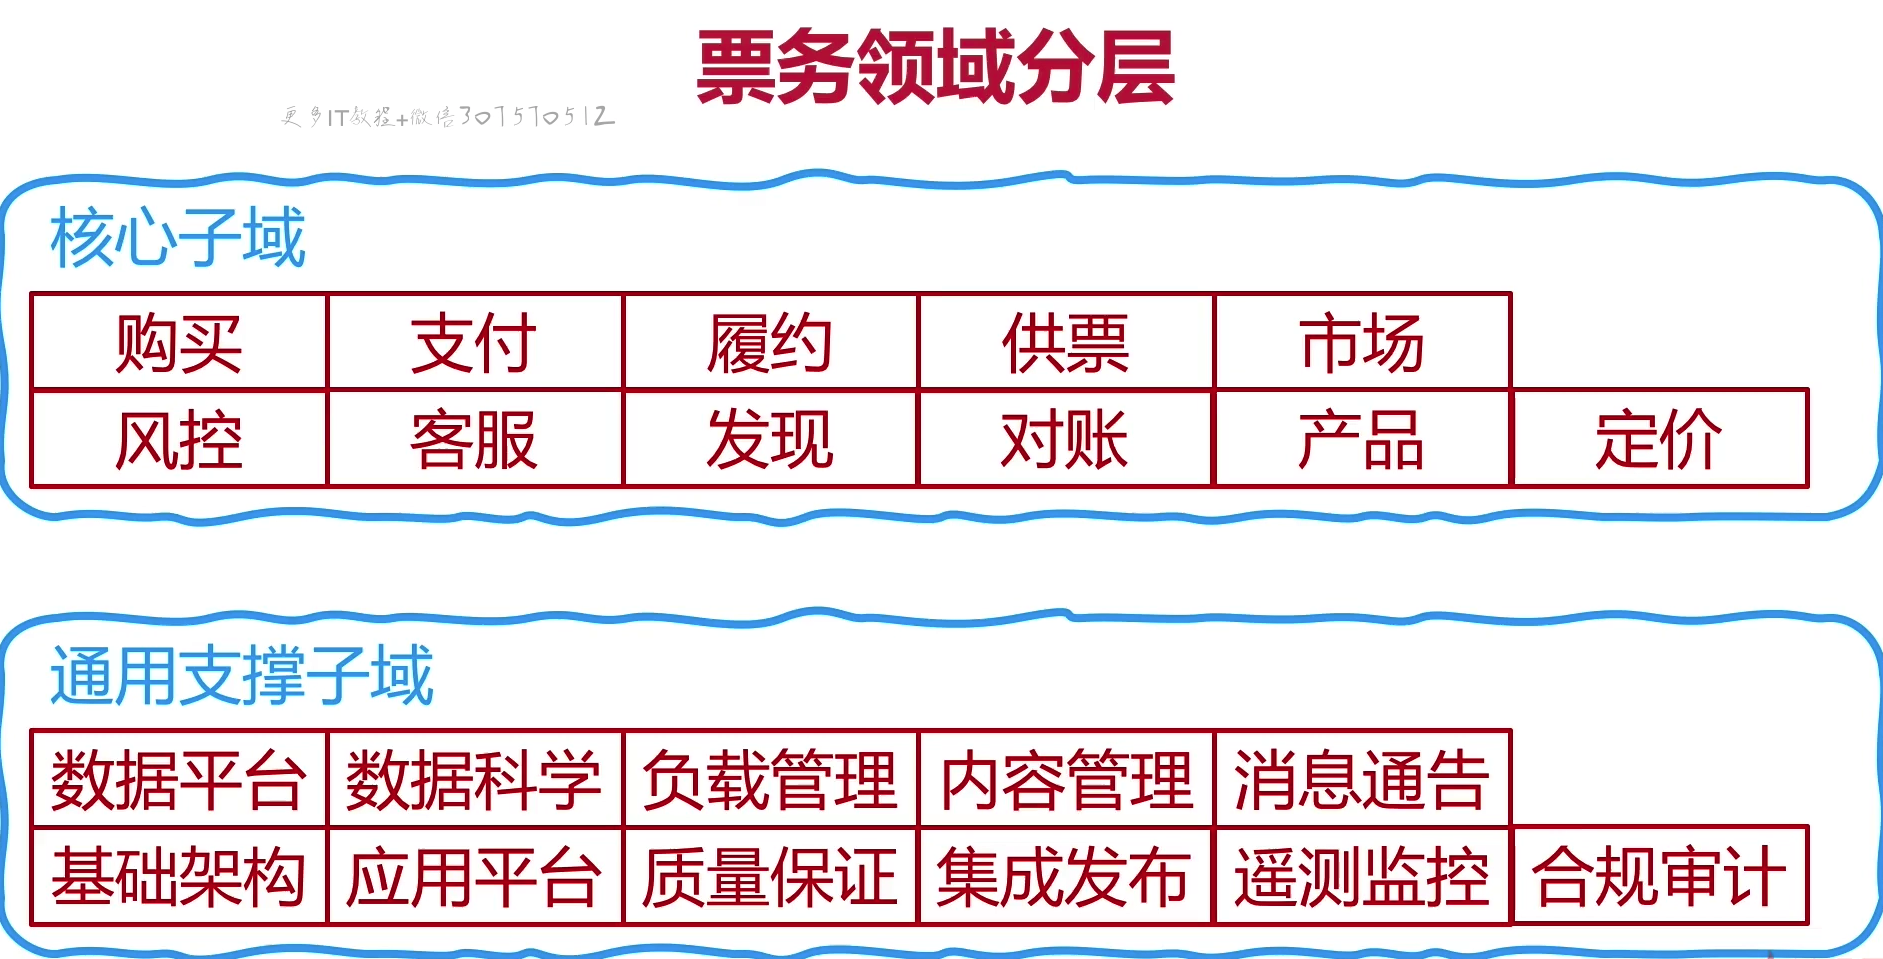 票务领域分层
更多IT教程+微信307570512
核心子域
购买 支付 履约 供票 市场
风控 客服 发现 对账 产品 定价
通用支撑子域
数据平台 数据科学 负载管理 内容管理 消息通告
基础架构 应用平台 质量保证 集成发布 遥测监控 合规审计